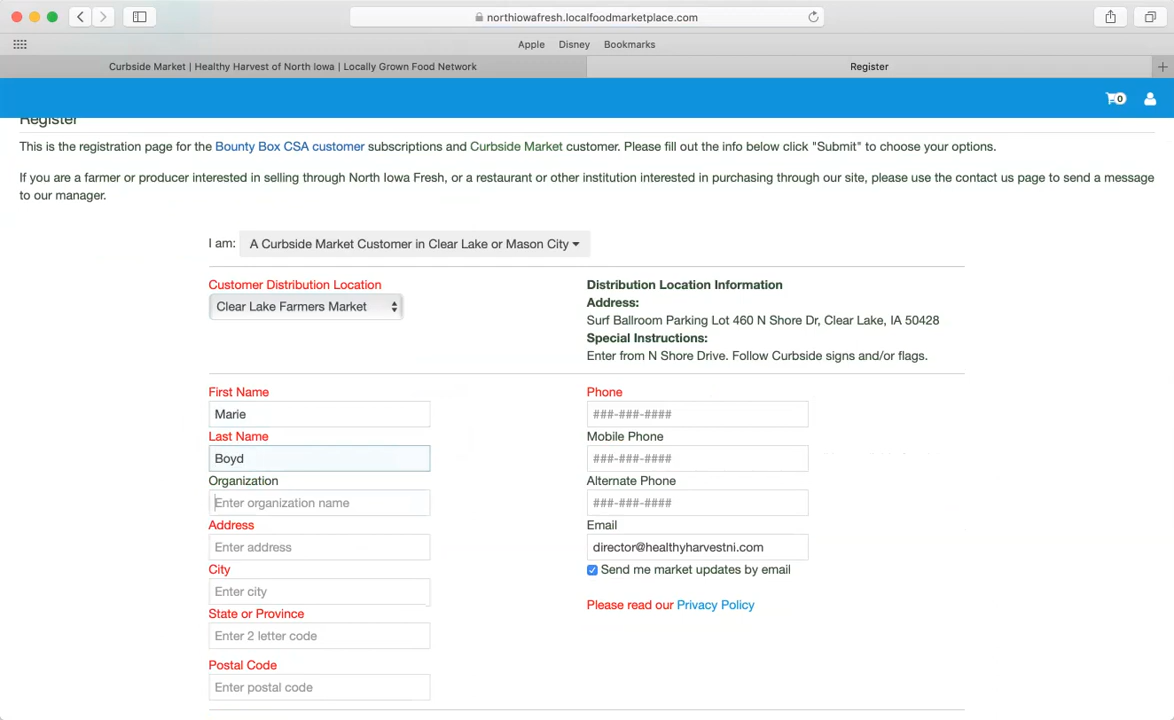 northiowafresh.localfoodmarketplace.com
Apple Disney Bookmarks
Curbside Market | Healthy Harvest of North Iowa | Locally Grown Food Network
Register
0
Register
This is the registration page for the Bounty Box CSA customer subscriptions and Curbside Market customer. Please fill out the info below click "Submit" to choose your options.
If you are a farmer or producer interested in selling through North Iowa Fresh, or a restaurant or other institution interested in purchasing through our site, please use the contact us page to send a message
to our manager.
I am: A Curbside Market Customer in Clear Lake or Mason City
Customer Distribution Location
Clear Lake Farmers Market
Distribution Location Information
Address:
Surf Ballroom Parking Lot 460 N Shore Dr, Clear Lake, IA 50428
Special Instructions:
Enter from N Shore Drive. Follow Curbside signs and/or flags.
First Name
Marie
Last Name
Boyd
Organization
Enter organization name
Address
Enter address
City
Enter city
State or Province
Enter 2 letter code
Postal Code
Enter postal code
Phone
###-###-####
Mobile Phone
###-###-####
Alternate Phone
###-###-####
Email
director@healthyharvestni.com
Send me market updates by email
Please read our Privacy Policy